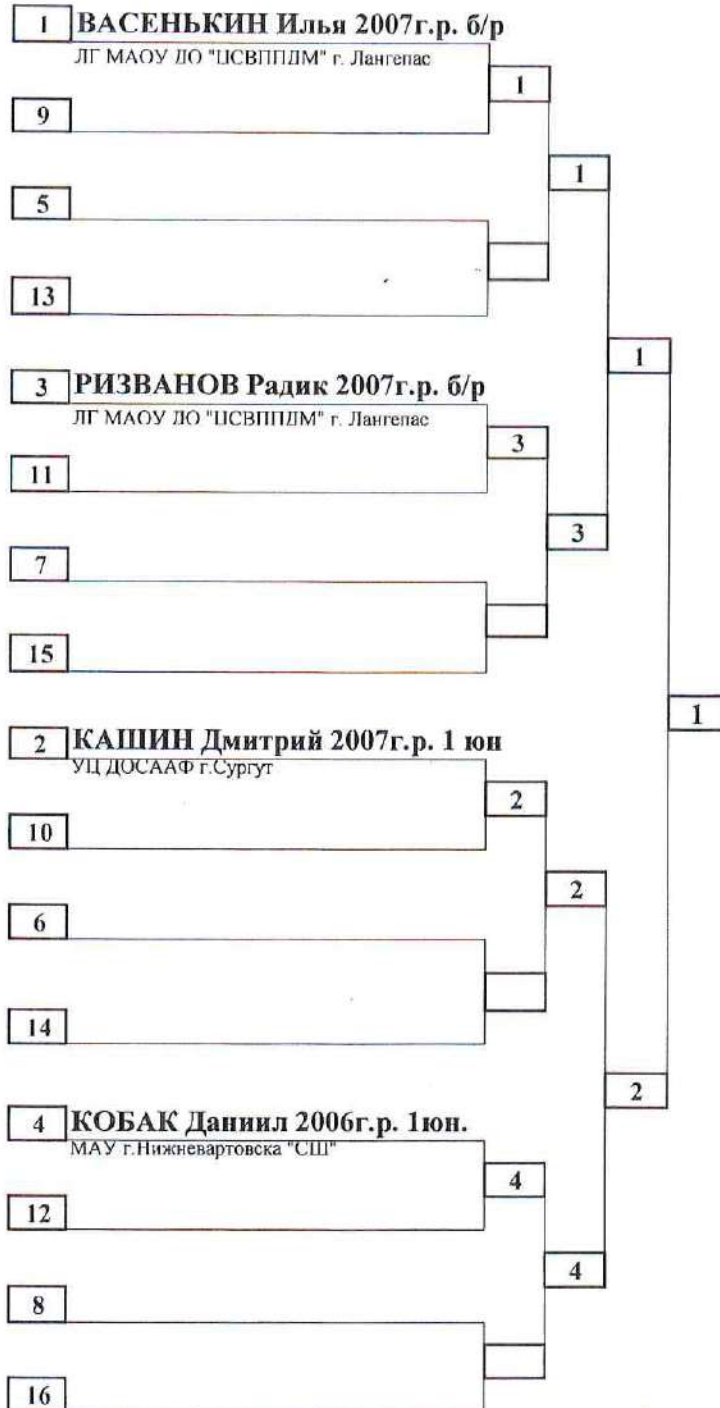 1 ВАСЕНЬКИН Илья 2007г.р. б/р
ЛГ МАОУ ДО "ЦСВППДМ" г. Лангепас
1
9
1
5
13
1
3 РИЗВАНОВ Радик 2007г.р. б/р
ЛГ МАОУ ДО "ЦСВППДМ" г. Лангепас
3
11
3
7
15
1
2 КАШИН Дмитрий 2007г.р. 1 юн
УЦ ДОСААФ г.Сургут
2
10
2
6
14
2
4 КОБАК Даниил 2006г.р. 1юн.
МАУ г.Нижневартовска "СШ"
4
12
4
8
16